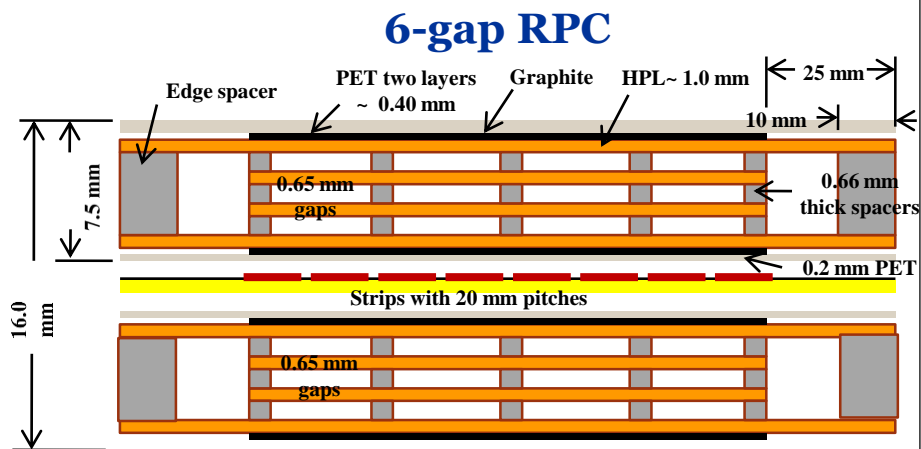 6-gap RPC
Edge spacer
PET two layers
~ 0.40 mm
Graphite
HPL~ 1.0 mm
25 mm
10 mm
7.5 mm
0.65 mm
gaps
0.66 mm
thick spacers
0.2 mm PET
Strips with 20 mm pitches
16.0
mm
0.65 mm
gaps